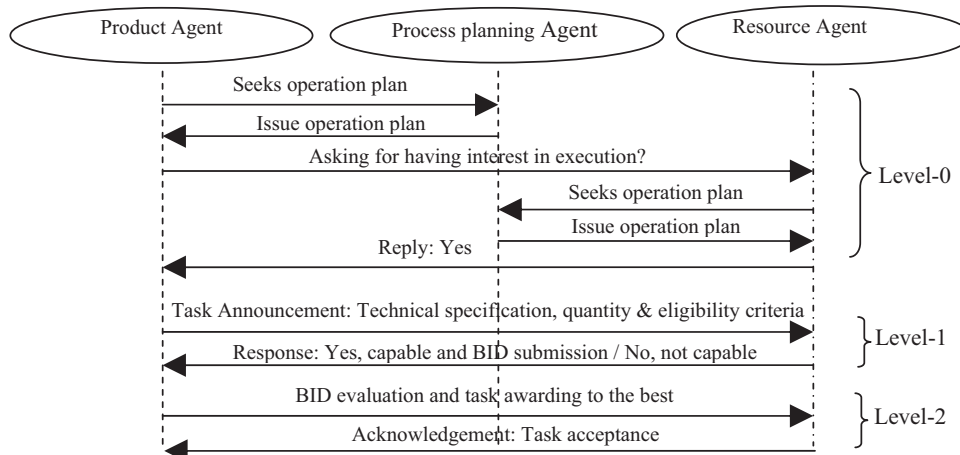 Product Agent
Process planning Agent
Resource Agent
Seeks operation plan
Issue operation plan
Asking for having interest in execution?
Seeks operation plan
Issue operation plan
Reply: Yes
Level-0
Task Announcement: Technical specification, quantity & eligibility criteria
Response: Yes, capable and BID submission / No, not capable
Level-1
BID evaluation and task awarding to the best
Acknowledgement: Task acceptance
Level-2